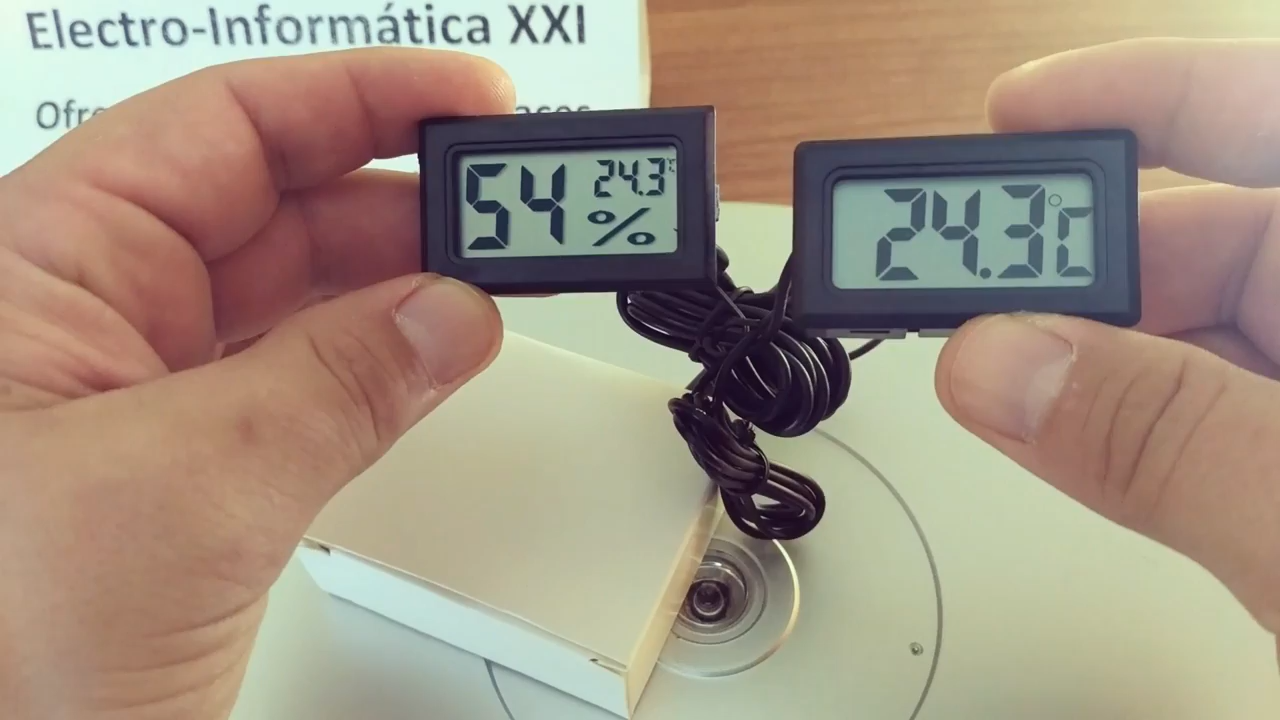 Electro-Informática XXI
54 24.3℃
%
24.3℃